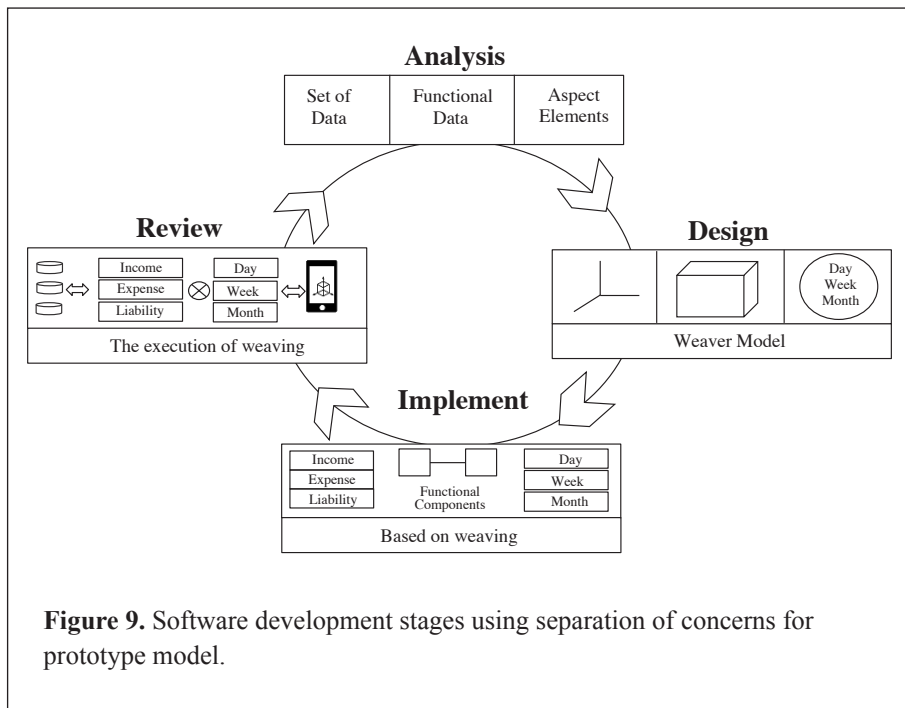 Analysis
Set of
Data
Functional
Data
Aspect
Elements
Review
Income
Expense
Liability
Day
Week
Month
The execution of weaving
Design
Day
Week
Month
Weaver Model
Implement
Income
Expense
Liability
Functional
Components
Day
Week
Month
Based on weaving
Figure 9. Software development stages using separation of concerns for
prototype model.